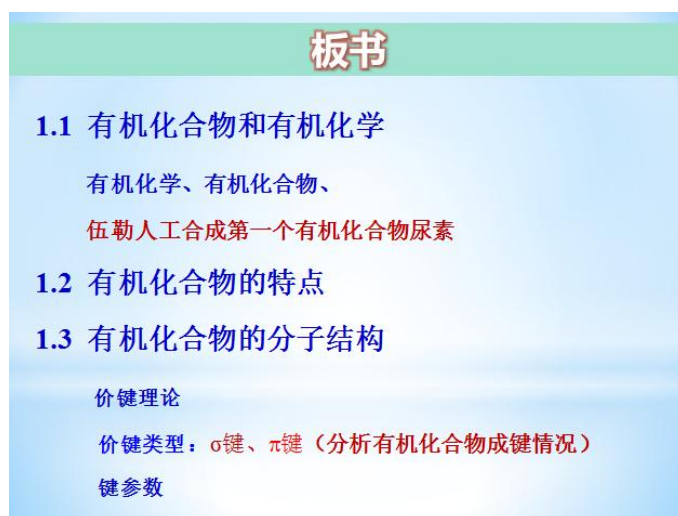 板书
1.1 有机化合物和有机化学
有机化学、有机化合物、
伍勒人工合成第一个有机化合物尿素
1.2 有机化合物的特点
1.3 有机化合物的分子结构
价键理论
价键类型：σ键、π键（分析有机化合物成键情况）
键参数